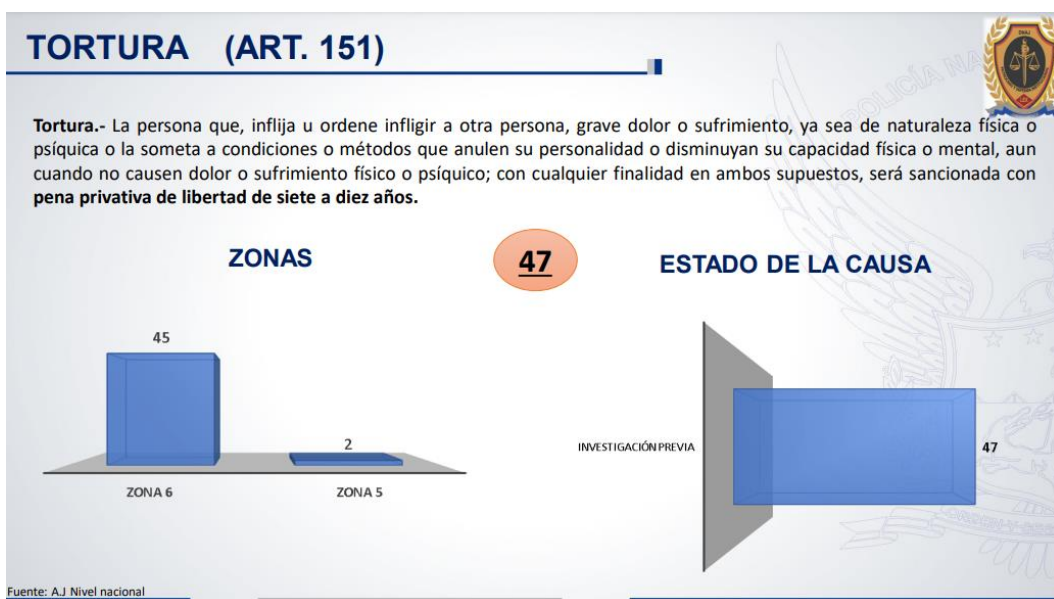 TORTURA (ART. 151)
DNAJ
POLICÍA NA
Tortura.- La persona que, inflija u ordene infligir a otra persona, grave dolor o sufrimiento, ya sea de naturaleza física o
psíquica o la someta a condiciones o métodos que anulen su personalidad o disminuyan su capacidad física o mental, aun
cuando no causen dolor o sufrimiento físico o psíquico; con cualquier finalidad en ambos supuestos, será sancionada con
pena privativa de libertad de siete a diez años.
ZONAS
47
ESTADO DE LA CAUSA
45
2
ZONA 6
ZONA 5
INVESTIGACIÓN PREVIA
47
Fuente: A.J Nivel nacional